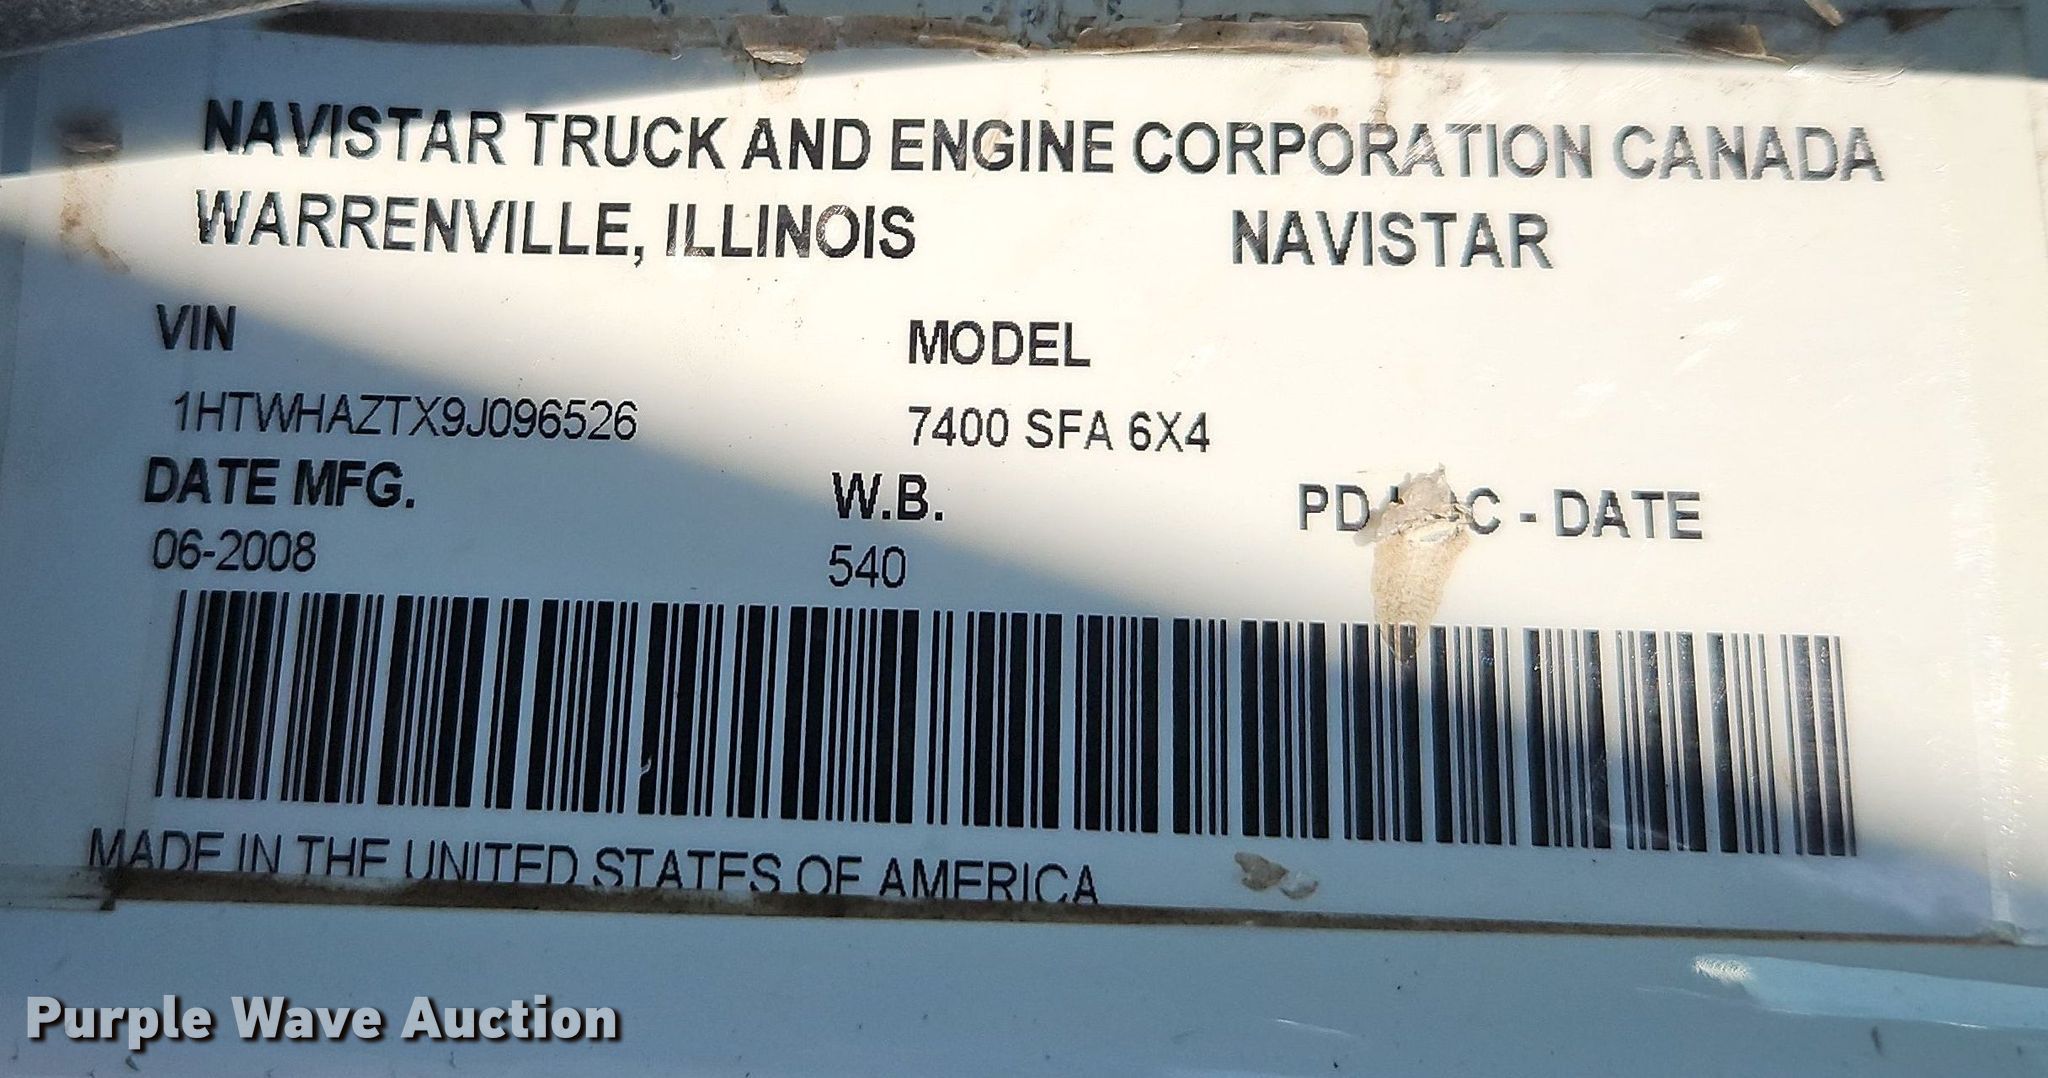 NAVISTAR TRUCK AND ENGINE CORPORATION CANADA
WARRENVILLE, ILLINOIS NAVISTAR
VIN MODEL
1HTWHAZTX9J096526 7400 SFA 6X4
DATE MFG. W.B. - DATE
06-2008 540
MADE IN THE UNITED STATES OF AMERICA
Purple Wave Auction